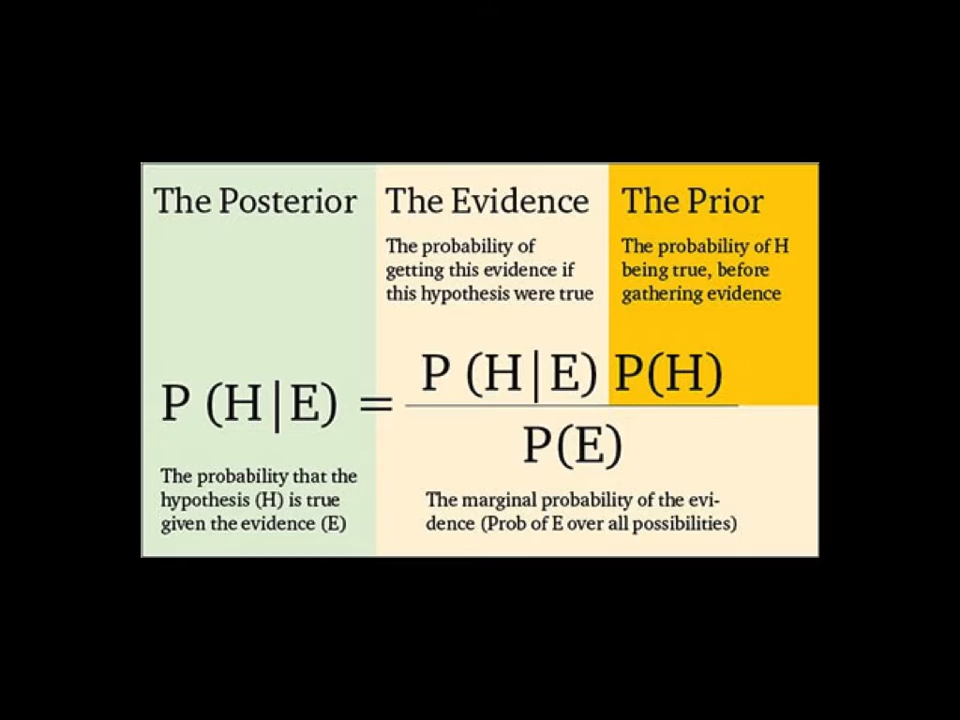 The Posterior
The Evidence
The probability of
getting this evidence if
this hypothesis were true
The Prior
The probability of H
being true, before
gathering evidence
P (H|E) = P (H|E) P(H)
P(E)
The probability that the
hypothesis (H) is true
given the evidence (E)
The marginal probability of the evi-
dence (Prob of E over all possibilities)